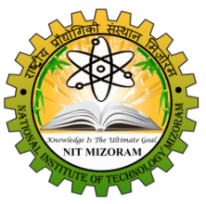 राष्ट्रीय प्रौद्योगिकी संस्थान मिज़ोरम
Knowledge Is The Ultimate Goal
NIT MIZORAM
NATIONAL INSTITUTE OF TECHNOLOGY MIZORAM